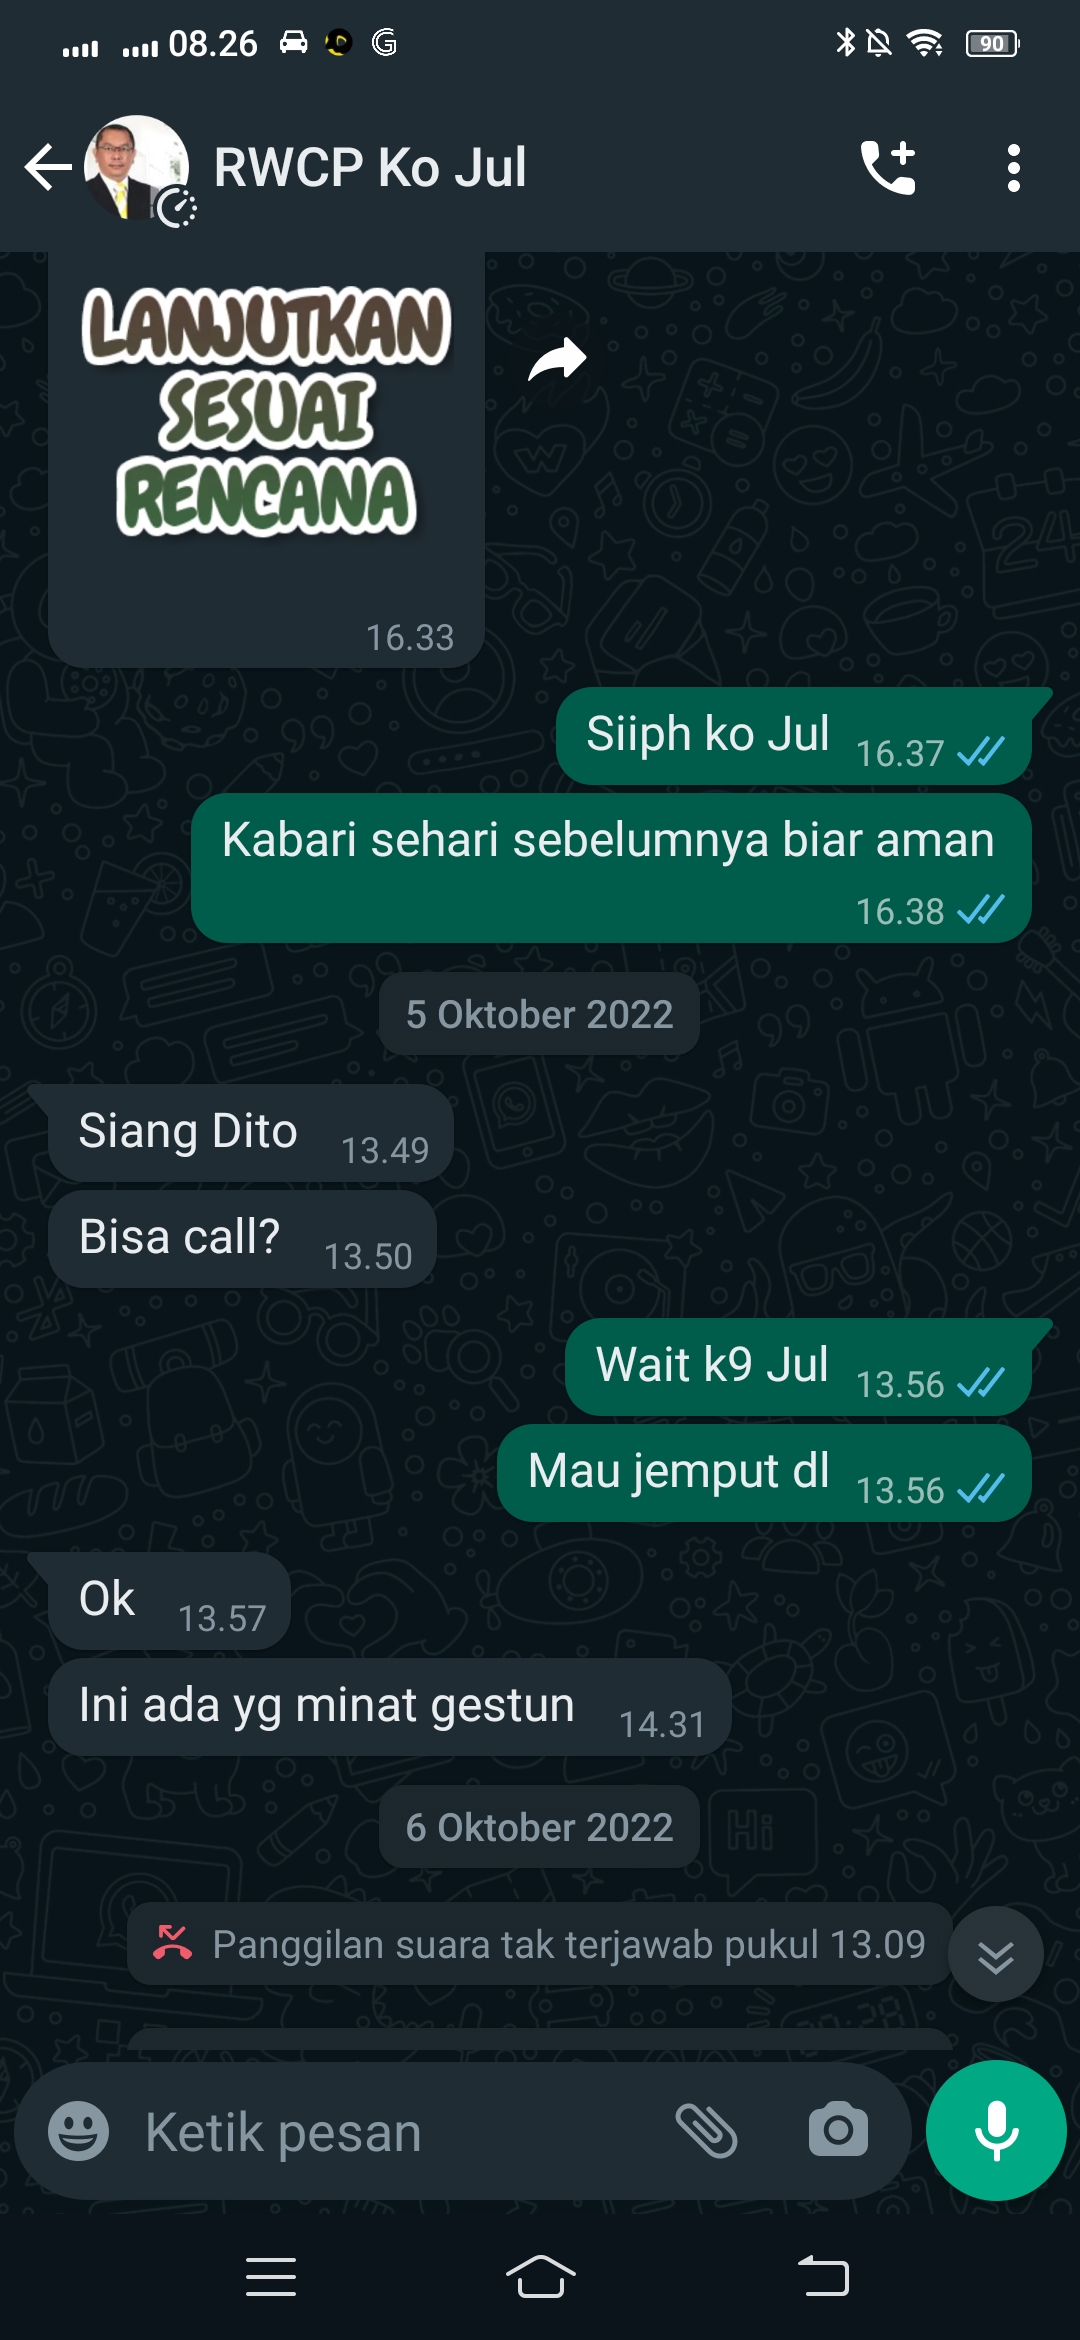 08.26
90
RWCP Ko Jul
LANJUTKAN
SESUAI
RENCANA
16.33
Siiph ko Jul 16.37
Kabari sehari sebelumnya biar aman
16.38
5 Oktober 2022
Siang Dito 13.49
Bisa call? 13.50
Wait k9 Jul 13.56
Mau jemput dl 13.56
Ok 13.57
Ini ada yg minat gestun 14.31
6 Oktober 2022
Panggilan suara tak terjawab pukul 13.09
Ketik pesan